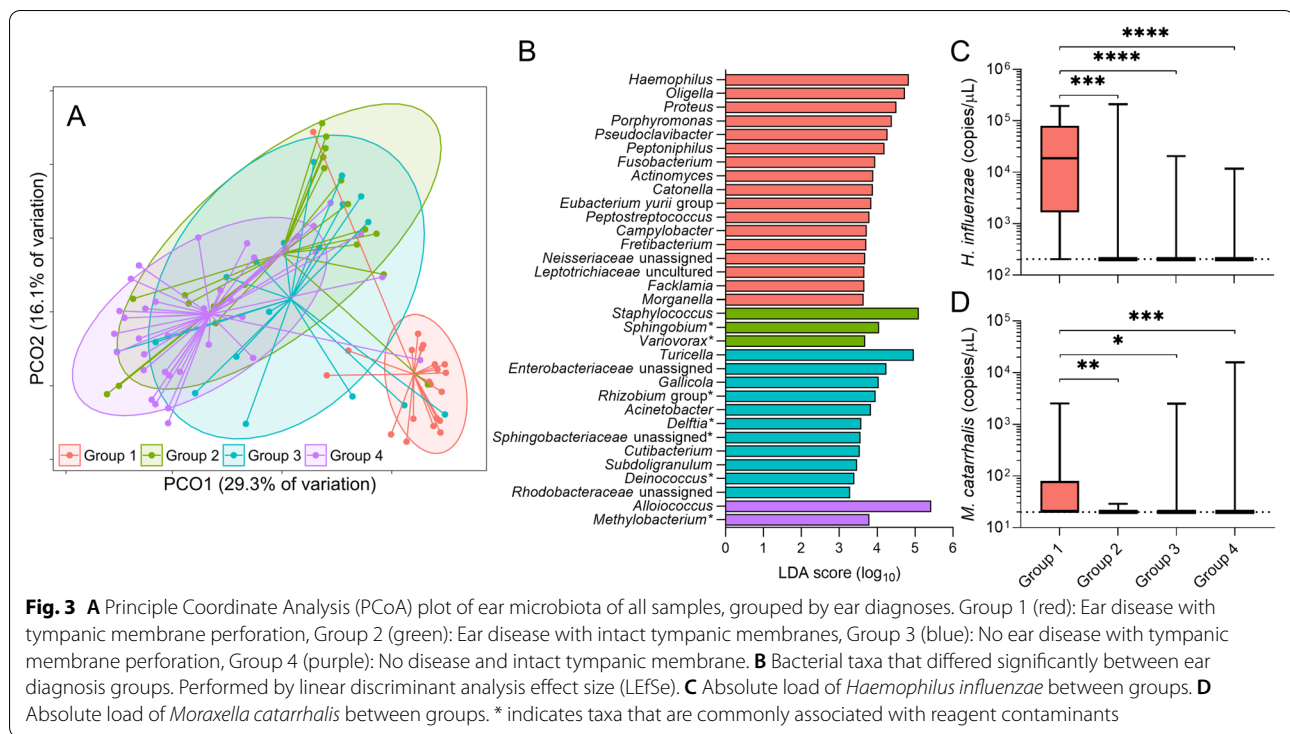 A
PCO2 (16.1% of variation)
Group 1 Group 2 Group 3 Group 4
PCO1 (29.3% of variation)
B
Haemophilus
Oligella
Proteus
Porphyromonas
Pseudoclavibacter
Peptoniphilus
Fusobacterium
Actinomyces
Catonella
Eubacterium yurii group
Peptostreptococcus
Campylobacter
Fretibacterium
Neisseriaceae unassigned
Leptotrichiaceae uncultured
Facklamia
Morganella
Staphylococcus
Sphingobium*
Variovorax*
Turicella
Enterobacteriaceae unassigned
Gallicola
Rhizobium group*
Acinetobacter
Delftia*
Sphingobacteriaceae unassigned*
Cutibacterium
Subdoligranulum
Deinococcus*
Rhodobacteraceae unassigned
Alloiococcus
Methylobacterium*
0 1 2 3 4 5 6
LDA score (log10)
C
****
****
***
H. influenzae (copies/μL)
10^6
10^5
10^4
10^3
10^2
D
***
*
**
M. catarrhalis (copies/μL)
10^5
10^4
10^3
10^2
10^1
Group 1 Group 2 Group 3 Group 4
Fig. 3 A Principle Coordinate Analysis (PCoA) plot of ear microbiota of all samples, grouped by ear diagnoses. Group 1 (red): Ear disease with
tympanic membrane perforation, Group 2 (green): Ear disease with intact tympanic membranes, Group 3 (blue): No ear disease with tympanic
membrane perforation, Group 4 (purple): No disease and intact tympanic membrane. B Bacterial taxa that differed significantly between ear
diagnosis groups. Performed by linear discriminant analysis effect size (LEfSe). C Absolute load of Haemophilus influenzae between groups. D
Absolute load of Moraxella catarrhalis between groups. * indicates taxa that are commonly associated with reagent contaminants